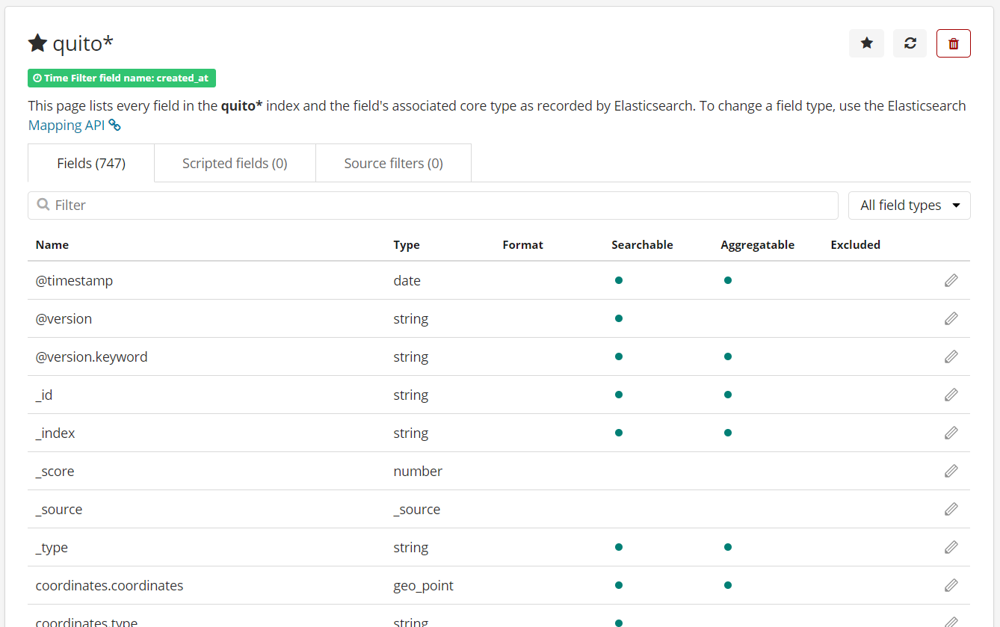 quito*
Time Filter field name: created_at
This page lists every field in the quito* index and the field's associated core type as recorded by Elasticsearch. To change a field type, use the Elasticsearch
Mapping API
Fields (747) Scripted fields (0) Source filters (0)
Filter All field types
Name Type Format Searchable Aggregatable Excluded
@timestamp date
@version string
@version.keyword string
_id string
_index string
_score number
_source _source
_type string
coordinates.coordinates geo_point
coordinates.type string